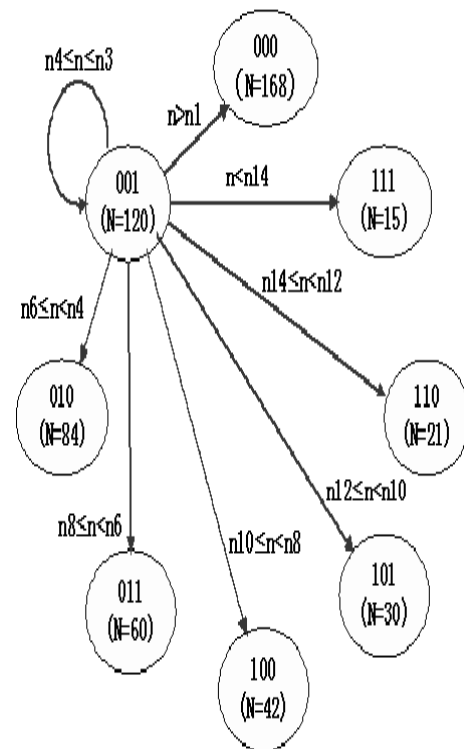 000
(N=168)
n4≤n≤n3
n>n1
001
(N=120)
n<n14
111
(N=15)
n14≤n<n12
n6≤n<n4
010
(N=84)
110
(N=21)
n12≤n<n10
n8≤n<n6
n10≤n<n8
011
(N=60)
101
(N=30)
100
(N=42)